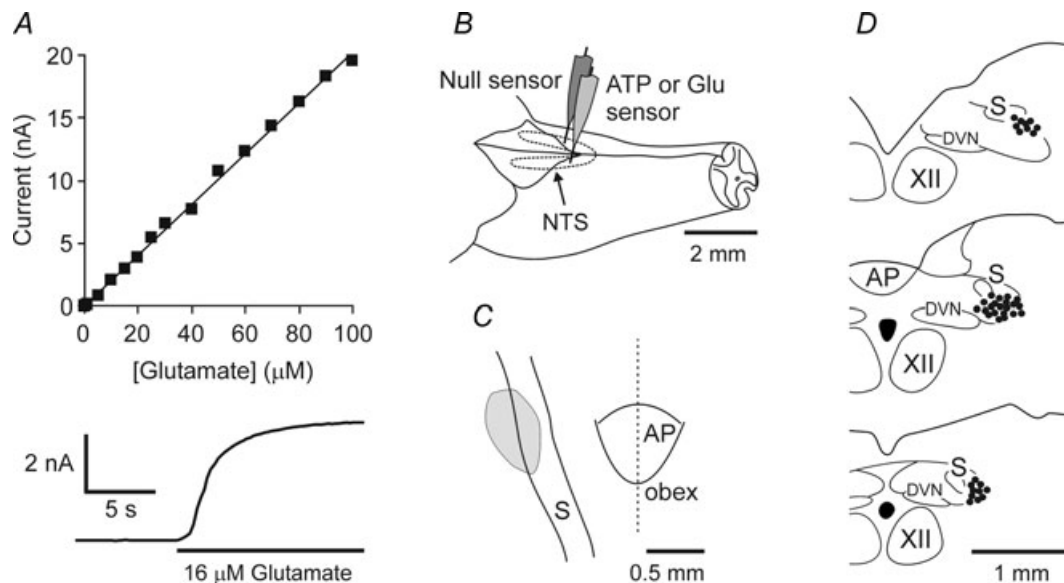 A
20
15
10
5
0
Current (nA)
0 20 40 60 80 100
[Glutamate] (μM)
2 nA
5 s
16 μM Glutamate
B
Null sensor
ATP or Glu
sensor
NTS
2 mm
C
AP
obex
S
0.5 mm
D
S
DVN
XII
AP
S
DVN
XII
S
DVN
XII
1 mm